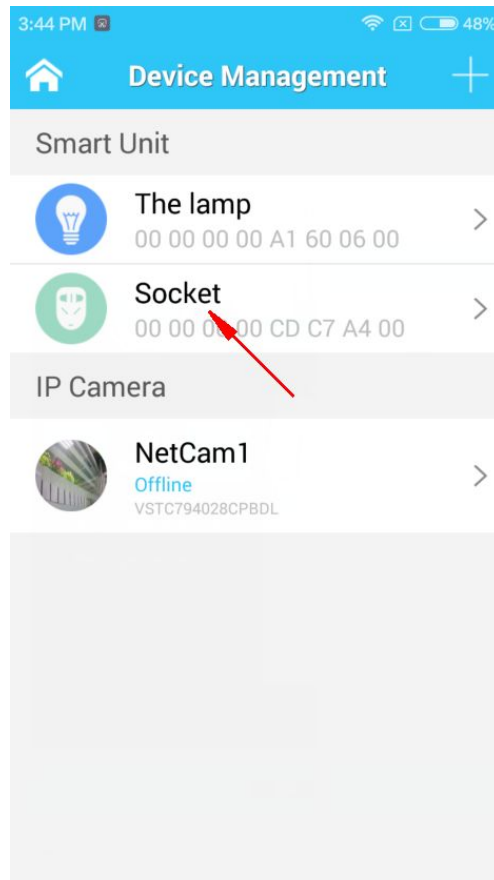 3:44 PM 48%
Device Management
Smart Unit
The lamp
00 00 00 00 A1 60 06 00
Socket
00 00 00 00 CD C7 A4 00
IP Camera
NetCam1
Offline
VSTC794028CPBDL